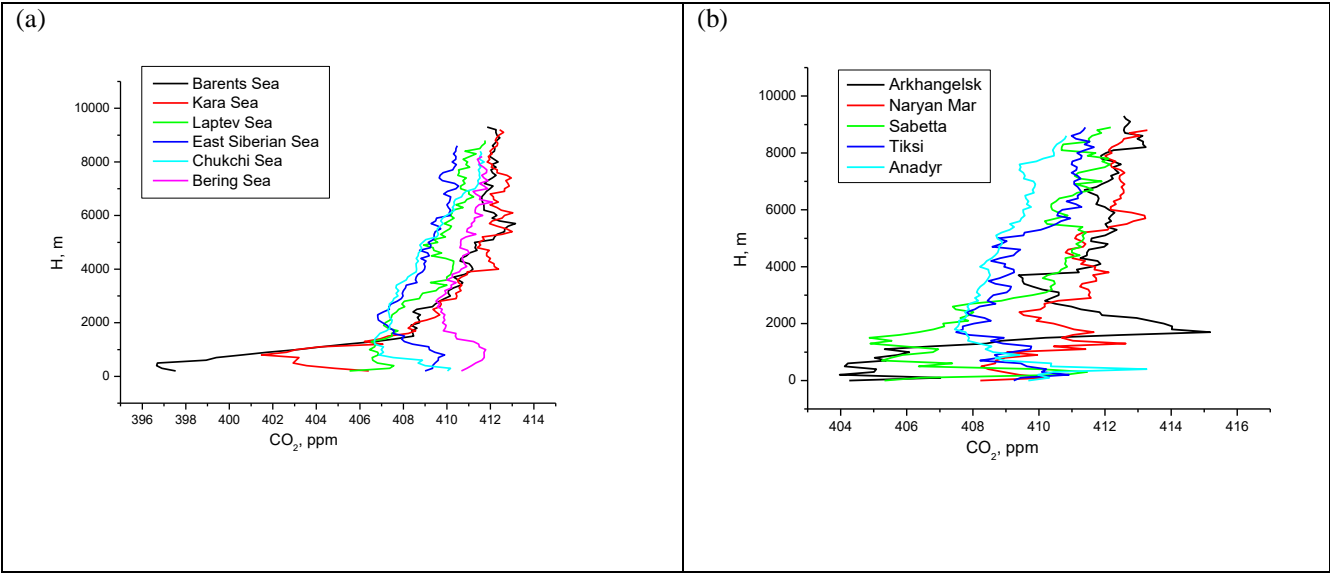 (a)
Barents Sea
Kara Sea
Laptev Sea
East Siberian Sea
Chukchi Sea
Bering Sea
10000
8000
6000
4000
2000
0
H, m
396 398 400 402 404 406 408 410 412 414
CO2, ppm
(b)
Arkhangelsk
Naryan Mar
Sabetta
Tiksi
Anadyr
10000
8000
6000
4000
2000
0
H, m
404 406 408 410 412 414 416
CO2, ppm